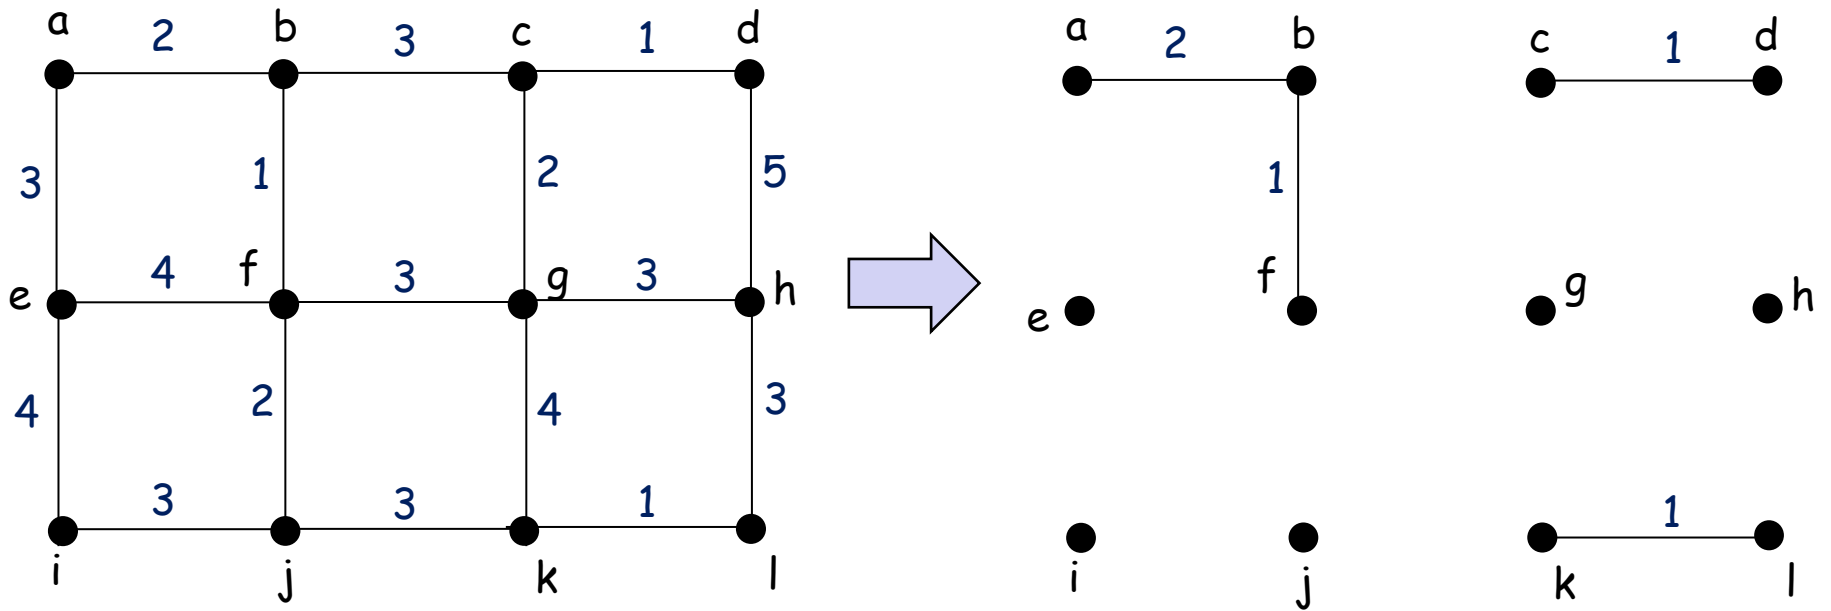 a 2 b 3 c 1 d
3 1 2 5
e 4 f 3 g 3 h
4 2 4 3
3 3 1
i j k l
a 2 b c 1 d
1
e f g h
1
i j k l